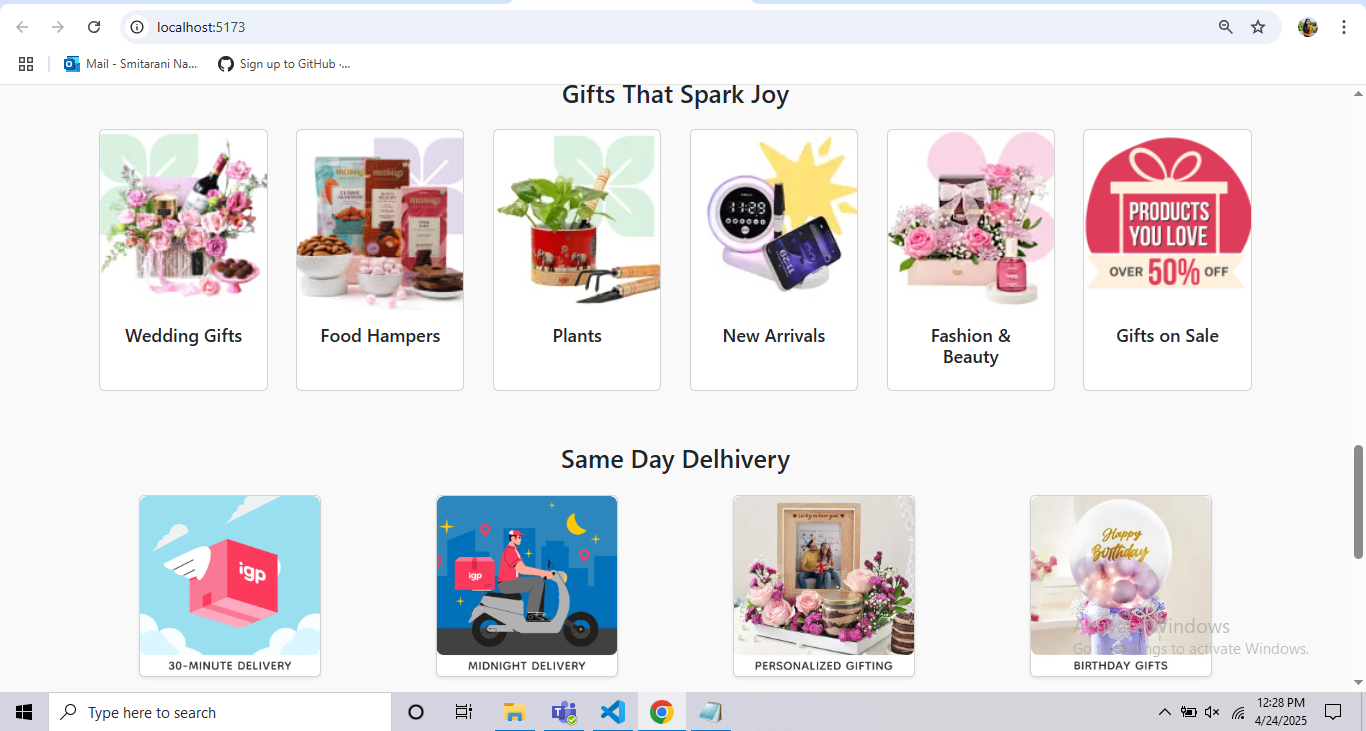 localhost:5173
Mail - Smitarani Na...
Sign up to GitHub ·...
Gifts That Spark Joy
11:29
PRODUCTS
YOU LOVE
OVER 50% OFF
igp
Wedding Gifts
Food Hampers
Plants
New Arrivals
Fashion &
Beauty
Gifts on Sale
Same Day Delhivery
igp
igp
Happy
Birthday
30-MINUTE DELIVERY
MIDNIGHT DELIVERY
PERSONALIZED GIFTING
BIRTHDAY GIFTS
Activate Windows
Go to Settings to activate Windows.
Type here to search
12:28 PM
4/24/2025